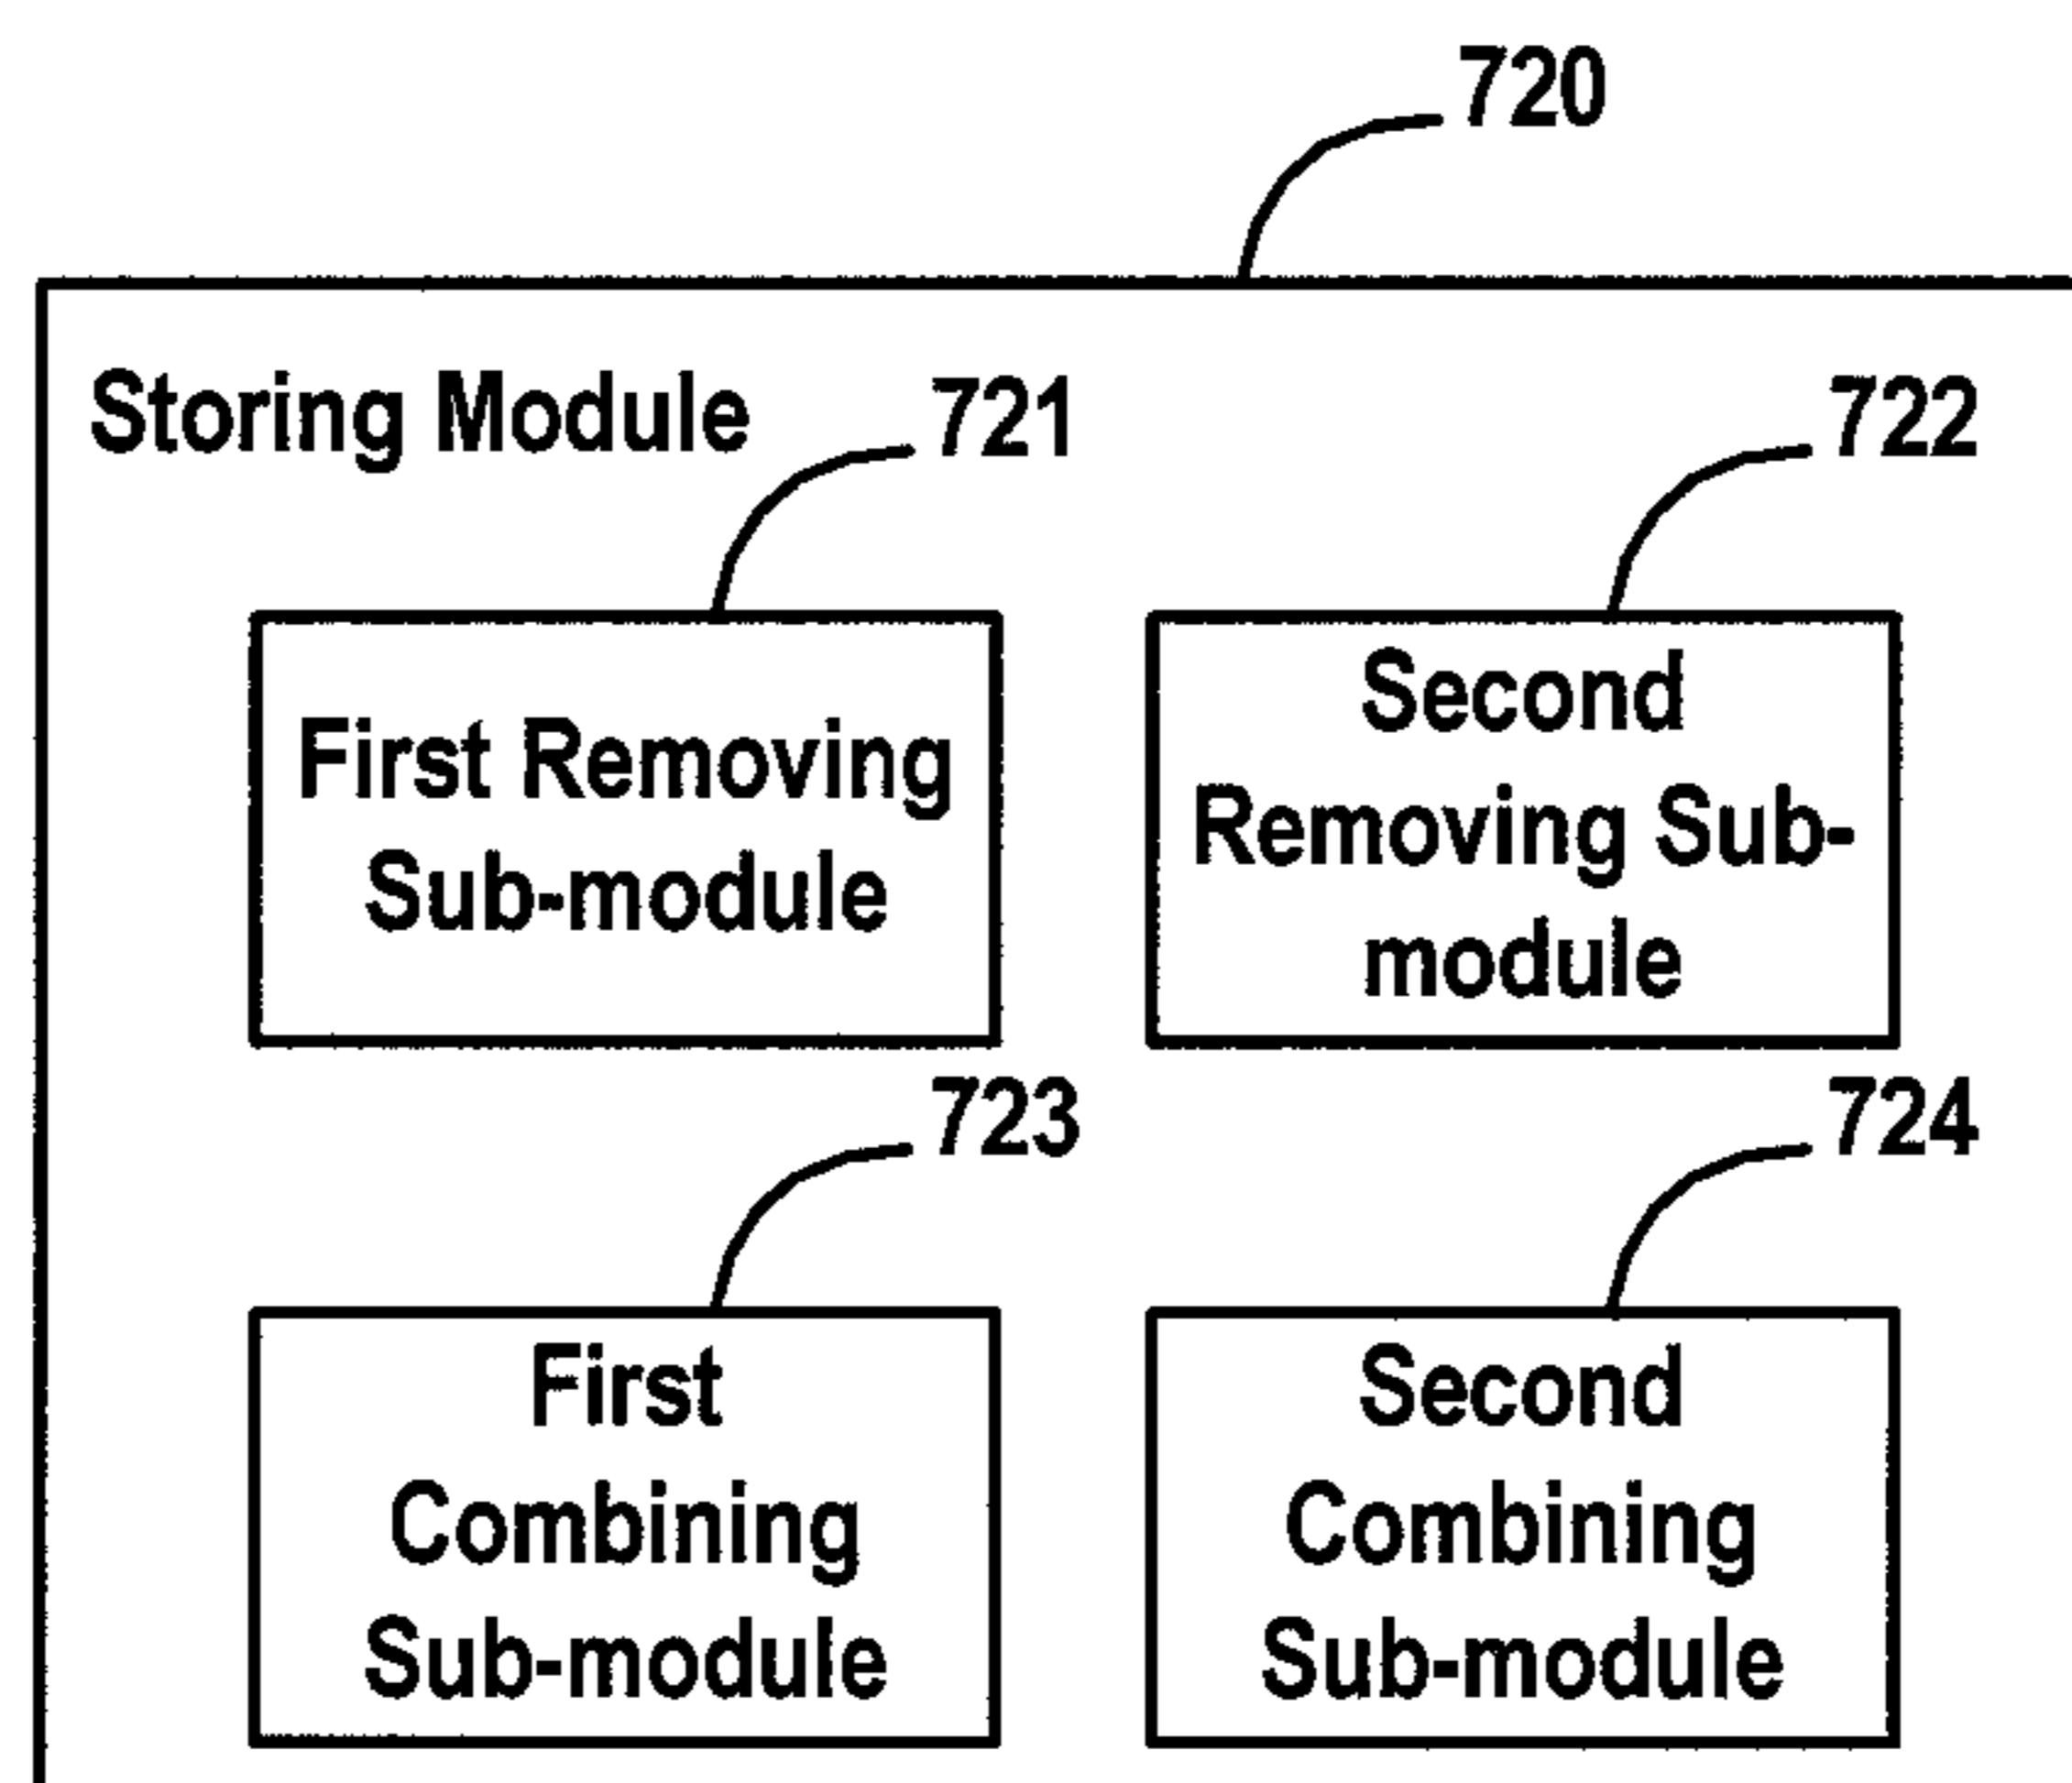 720
Storing Module
721
722
First Removing
Sub-module
Second
Removing Sub-
module
723
724
First
Combining
Sub-module
Second
Combining
Sub-module